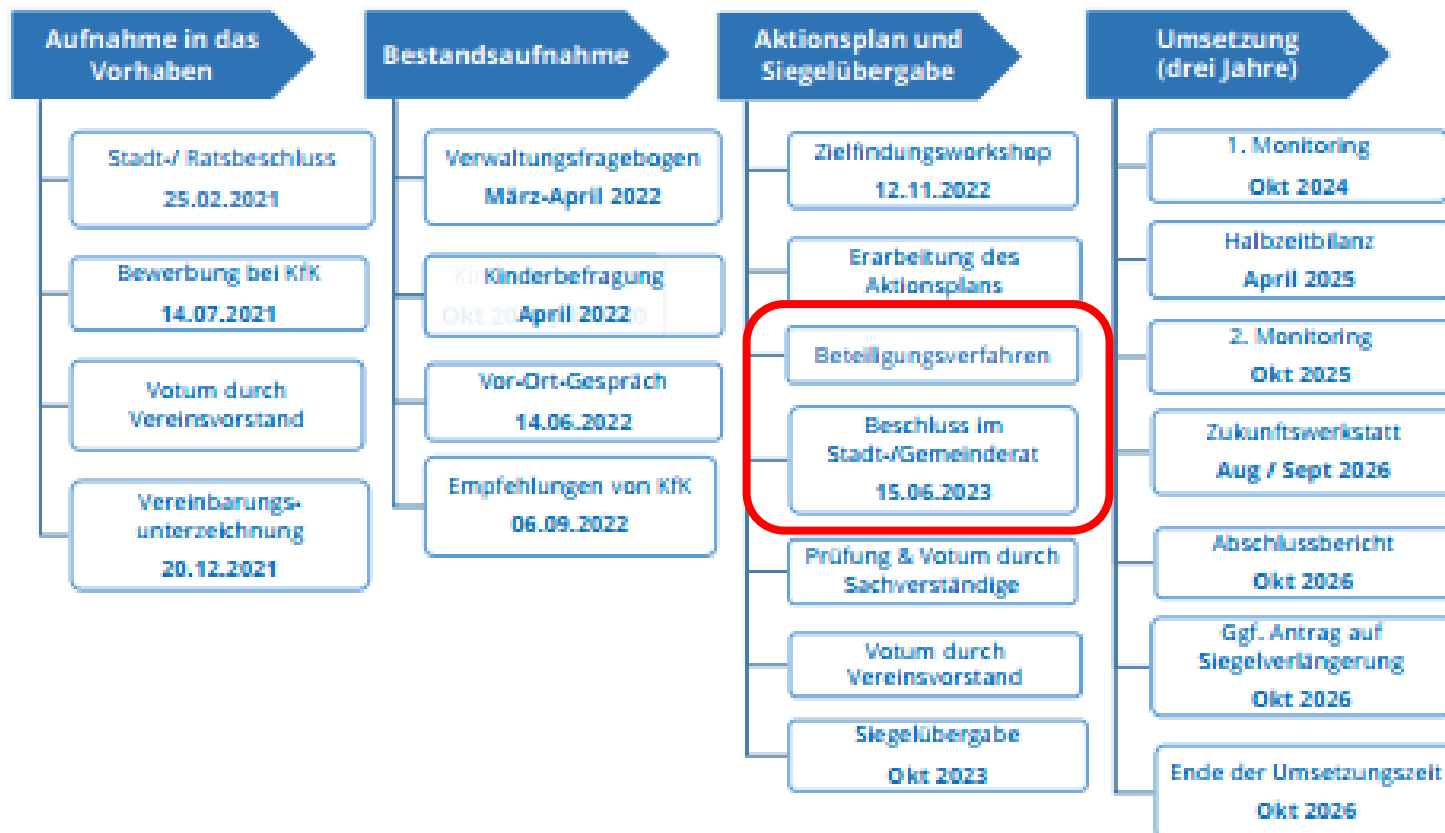 Aufnahme in das
Vorhaben
Stadt-/ Ratsbeschluss
25.02.2021
Bewerbung bei KfK
14.07.2021
Votum durch
Vereinsvorstand
Vereinbarungs-
unterzeichnung
20.12.2021
Bestandsaufnahme
Verwaltungsfragebogen
März-April 2022
Kinderbefragung
April 2022
Vor-Ort-Gespräch
14.06.2022
Empfehlungen von KfK
06.09.2022
Aktionsplan und
Siegelübergabe
Zielfindungsworkshop
12.11.2022
Erarbeitung des
Aktionsplans
Beteiligungsverfahren
Beschluss im
Stadt-/Gemeinderat
15.06.2023
Prüfung & Votum durch
Sachverständige
Votum durch
Vereinsvorstand
Siegelübergabe
Okt 2023
Umsetzung
(drei Jahre)
1. Monitoring
Okt 2024
Halbzeitbilanz
April 2025
2. Monitoring
Okt 2025
Zukunftswerkstatt
Aug / Sept 2026
Abschlussbericht
Okt 2026
Ggf. Antrag auf
Siegelverlängerung
Okt 2026
Ende der Umsetzungszeit
Okt 2026